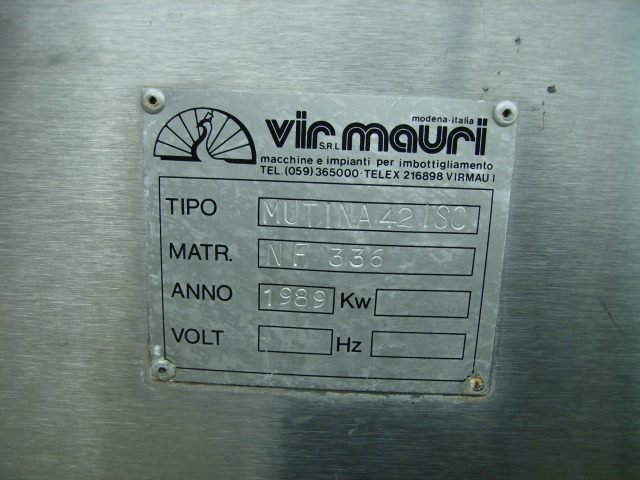 modena-italia
vir mauri
S.R.L
macchine e impianti per imbottigliamento
TEL. (059) 365000 · TELEX 216898 VIRMAU I
TIPO MUTINA 42 ISC
MATR. NF 336
ANNO 1989 Kw
VOLT Hz